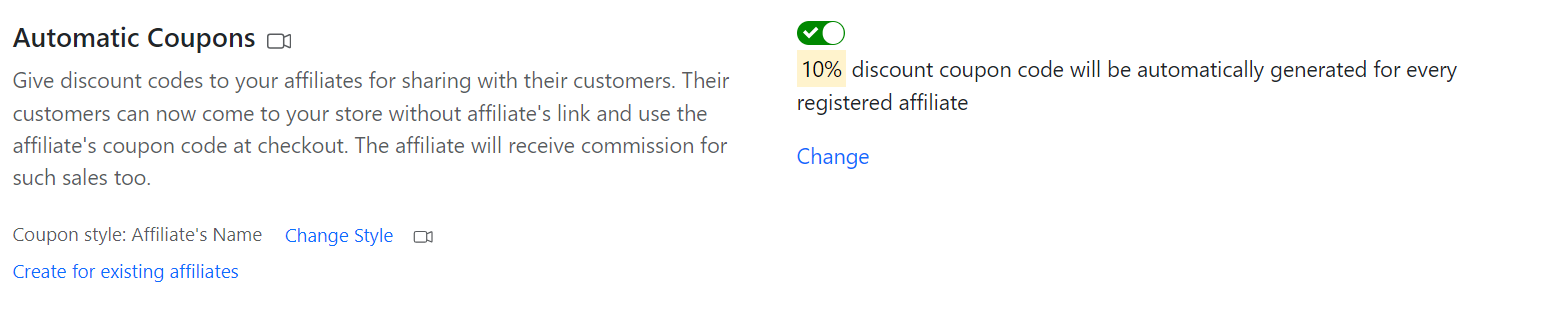 Automatic Coupons
Give discount codes to your affiliates for sharing with their customers. Their
customers can now come to your store without affiliate's link and use the
affiliate's coupon code at checkout. The affiliate will receive commission for
such sales too.
Coupon style: Affiliate's Name Change Style
Create for existing affiliates
10% discount coupon code will be automatically generated for every
registered affiliate
Change